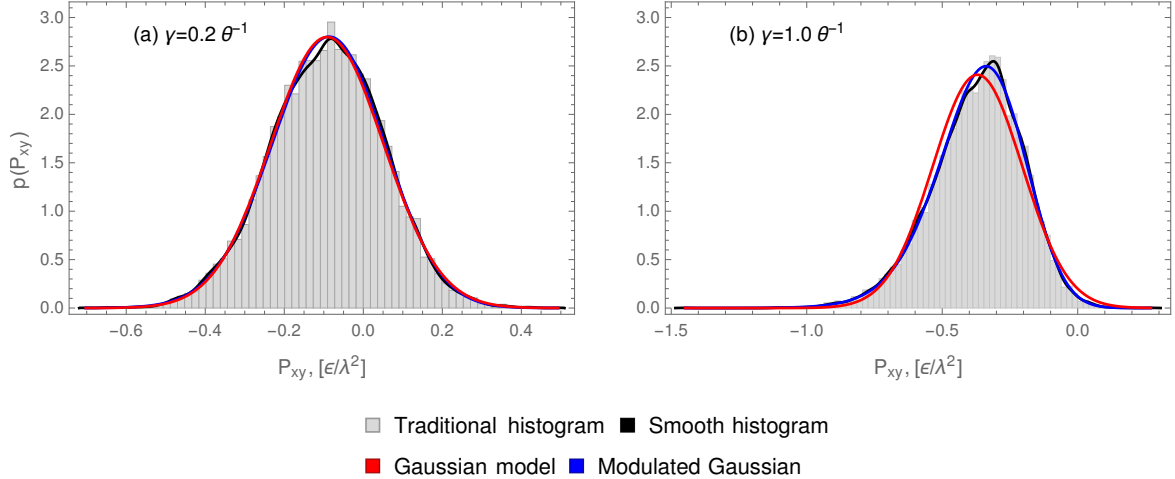 (a) γ=0.2 θ⁻¹
(b) γ=1.0 θ⁻¹
p(P_xy)
3.0
2.5
2.0
1.5
1.0
0.5
0.0
−0.6 −0.4 −0.2 0.0 0.2 0.4
P_xy, [ϵ/λ²]
3.0
2.5
2.0
1.5
1.0
0.5
0.0
−1.5 −1.0 −0.5 0.0
P_xy, [ϵ/λ²]
Traditional histogram Smooth histogram
Gaussian model Modulated Gaussian